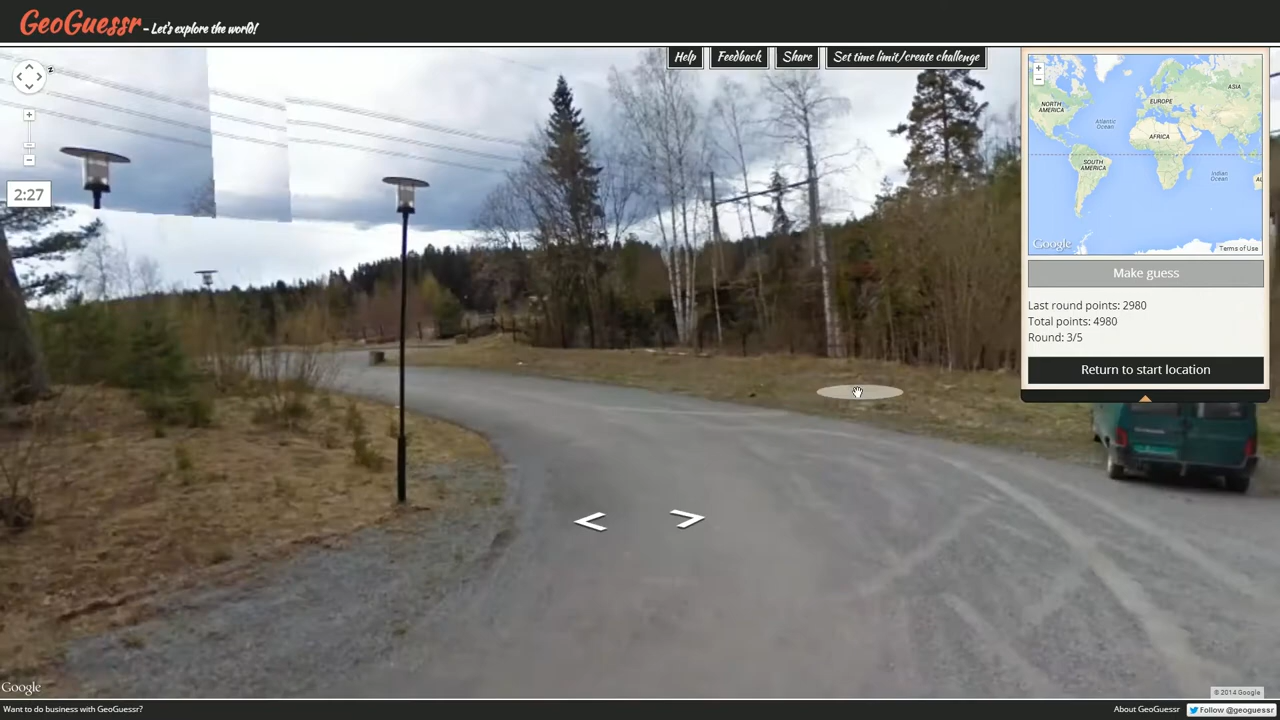 GeoGuessr - Let's explore the world!
Help
Feedback
Share
Set time limit/create challenge
2:27
+
−
+
−
NORTH
AMERICA
Atlantic
Ocean
EUROPE
ASIA
AFRICA
SOUTH
AMERICA
Indian
Ocean
AU
Google
Terms of Use
Make guess
Last round points: 2980
Total points: 4980
Round: 3/5
Return to start location
Google
© 2014 Google
Want to do business with GeoGuessr?
About GeoGuessr
Follow @geoguessr